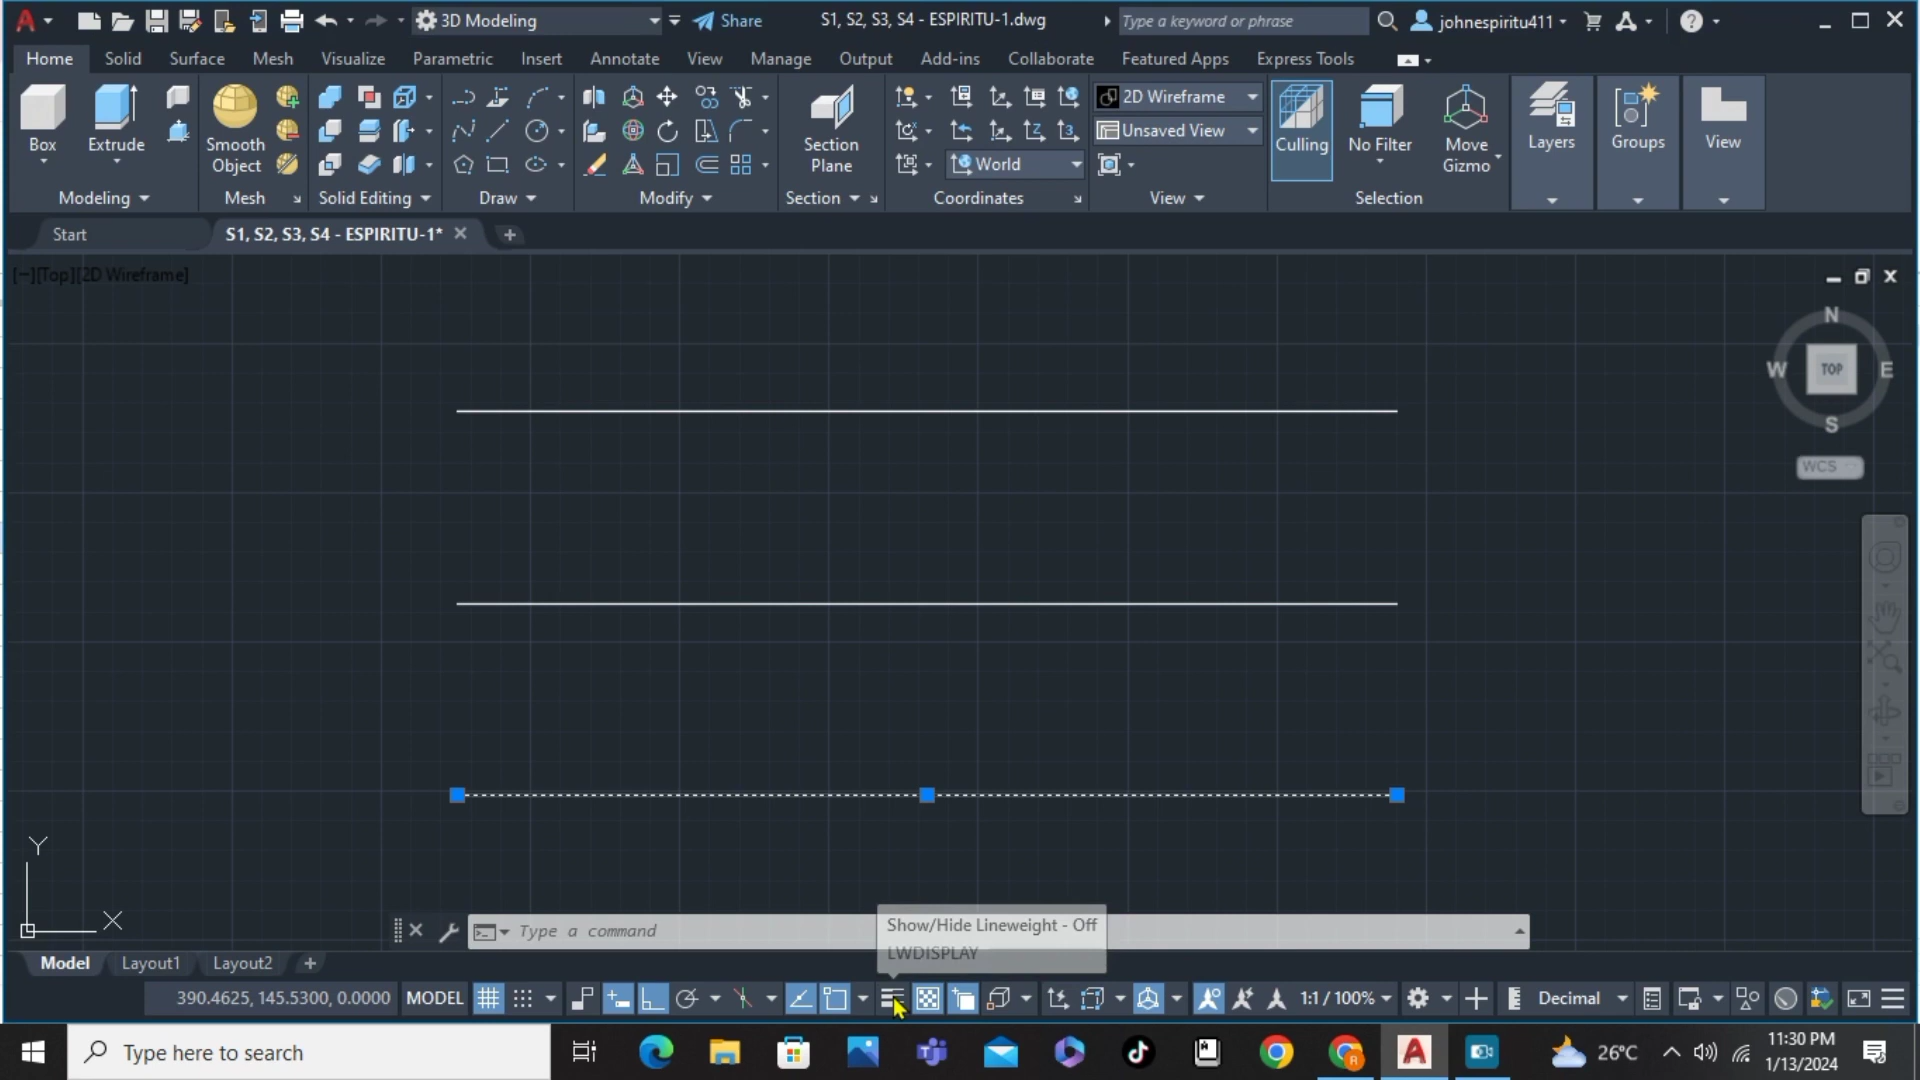 3D Modeling
Share
S1, S2, S3, S4 - ESPIRITU-1.dwg
Type a keyword or phrase
johnespiritu411
Home Solid Surface Mesh Visualize Parametric Insert Annotate View Manage Output Add-ins Collaborate Featured Apps Express Tools
Box
Extrude
Smooth
Object
Section
Plane
World
2D Wireframe
Unsaved View
Culling
No Filter
Move
Gizmo
Layers
Groups
View
Modeling
Mesh
Solid Editing
Draw
Modify
Section
Coordinates
View
Selection
Start
S1, S2, S3, S4 - ESPIRITU-1*
[−][Top][2D Wireframe]
N
W
TOP
E
S
WCS
Y
X
Type a command
Show/Hide Lineweight - Off
LWDISPLAY
Model
Layout1
Layout2
390.4625, 145.5300, 0.0000
MODEL
1:1 / 100%
Decimal
Type here to search
26°C
11:30 PM
1/13/2024